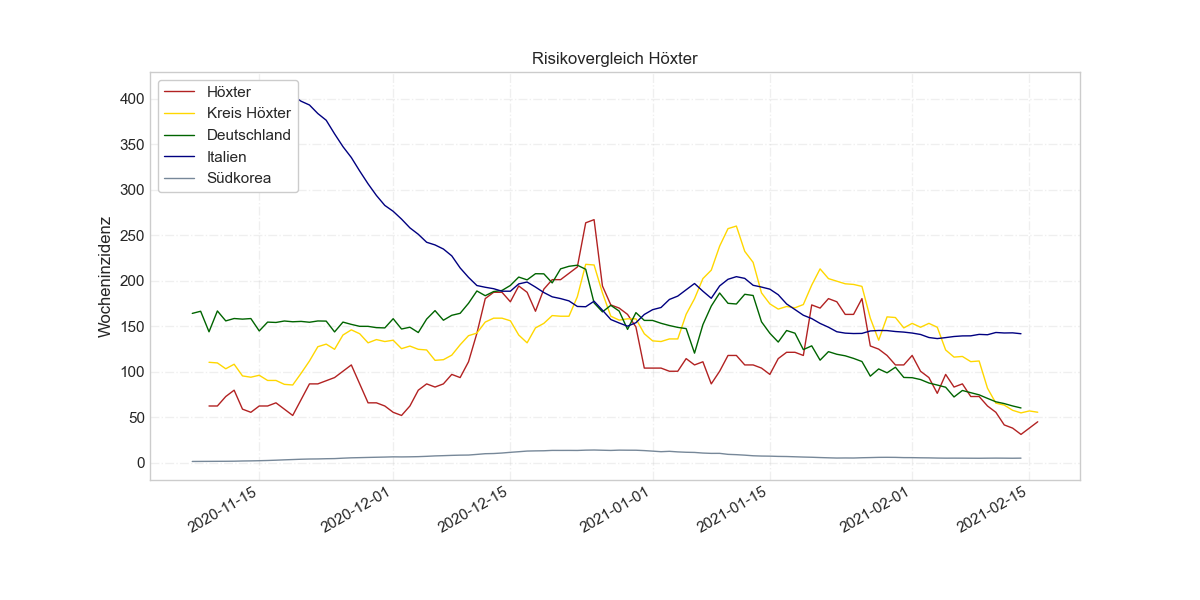 Risikovergleich Höxter
Höxter
Kreis Höxter
Deutschland
Italien
Südkorea
Wocheninzidenz
400
350
300
250
200
150
100
50
0
2020-11-15
2020-12-01
2020-12-15
2021-01-01
2021-01-15
2021-02-01
2021-02-15